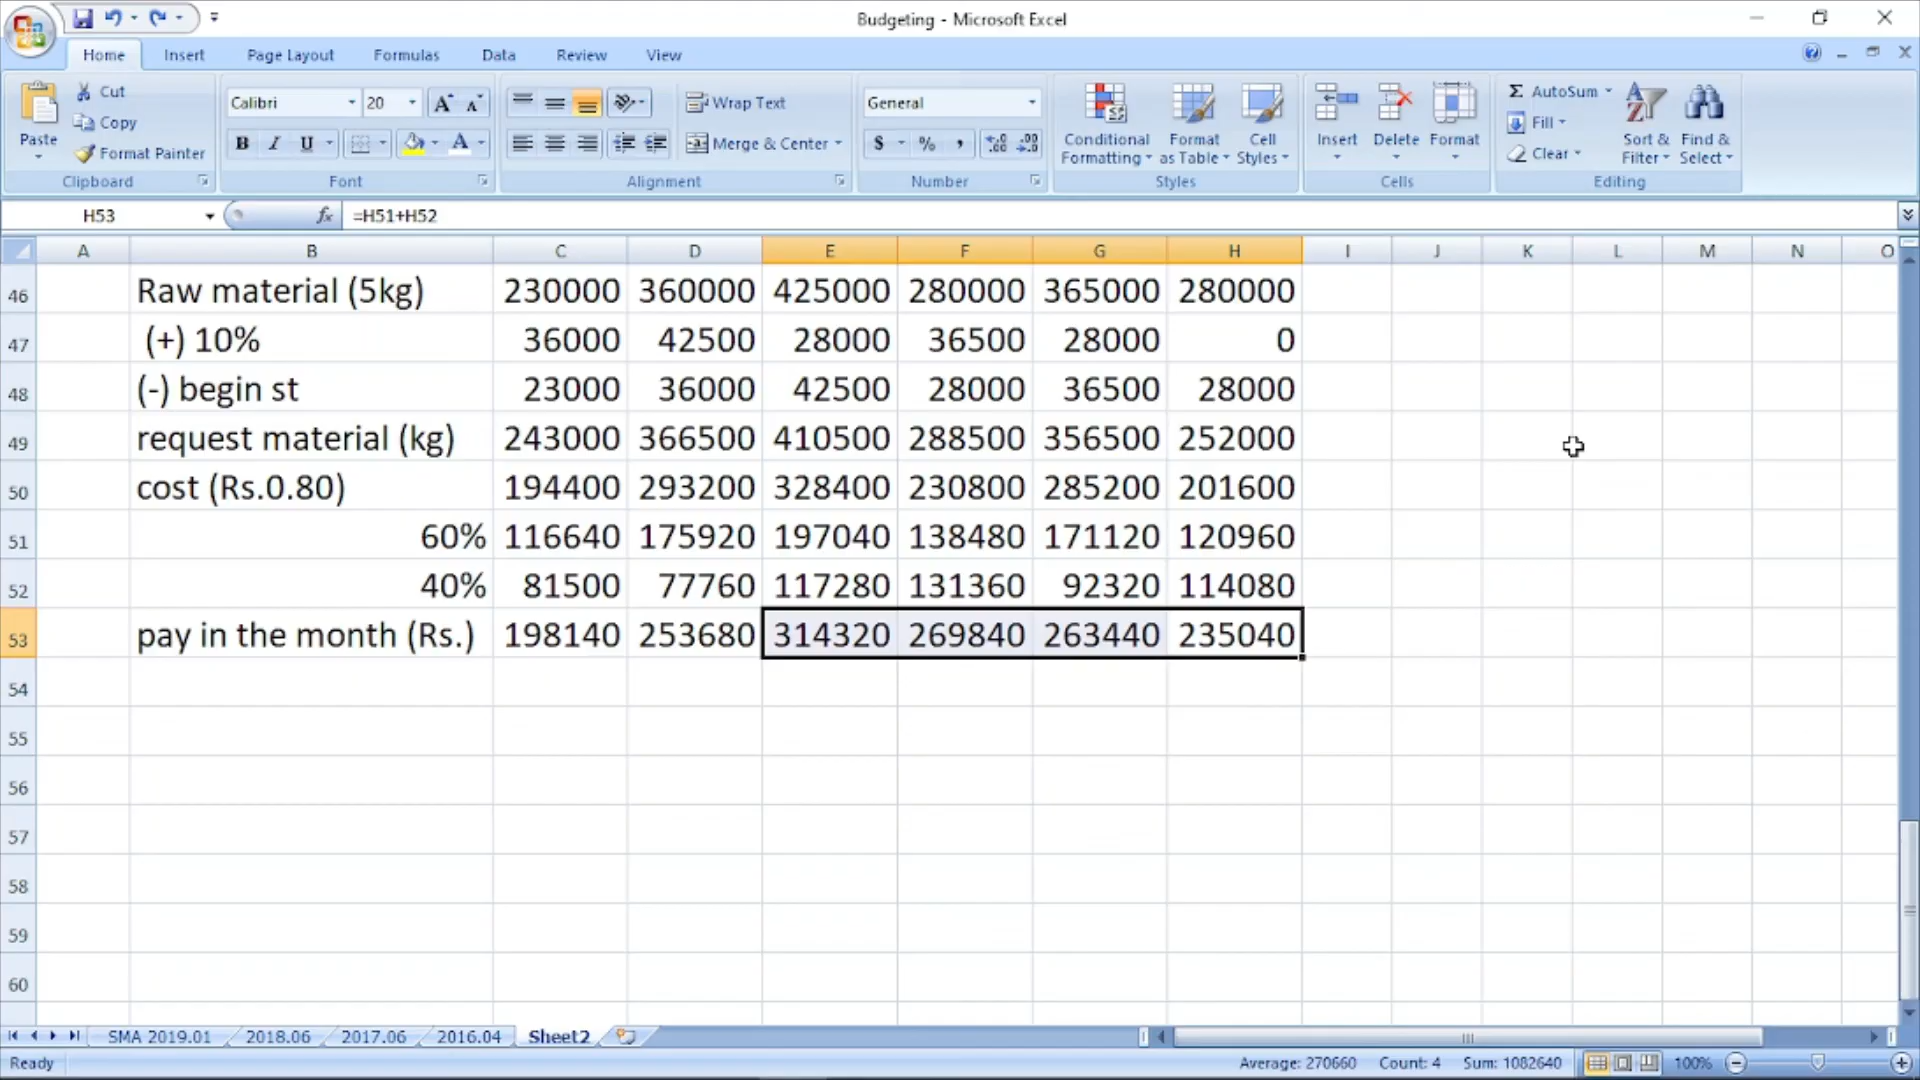 Budgeting - Microsoft Excel
Home Insert Page Layout Formulas Data Review View
Paste
Cut
Copy
Format Painter
Clipboard
Calibri 20
B I U
Font
Wrap Text
Merge & Center
Alignment
General
$ % ,
Number
Conditional Formatting
Format as Table
Cell Styles
Styles
Insert Delete Format
Cells
Σ AutoSum
Fill
Clear
Sort & Filter
Find & Select
Editing
H53 fx =H51+H52
A B C D E F G H I J K L M N O
46 Raw material (5kg) 230000 360000 425000 280000 365000 280000
47 (+) 10% 36000 42500 28000 36500 28000 0
48 (-) begin st 23000 36000 42500 28000 36500 28000
49 request material (kg) 243000 366500 410500 288500 356500 252000
50 cost (Rs.0.80) 194400 293200 328400 230800 285200 201600
51 60% 116640 175920 197040 138480 171120 120960
52 40% 81500 77760 117280 131360 92320 114080
53 pay in the month (Rs.) 198140 253680 314320 269840 263440 235040
54
55
56
57
58
59
60
SMA 2019.01 2018.06 2017.06 2016.04 Sheet2
Ready Average: 270660 Count: 4 Sum: 1082640 100%